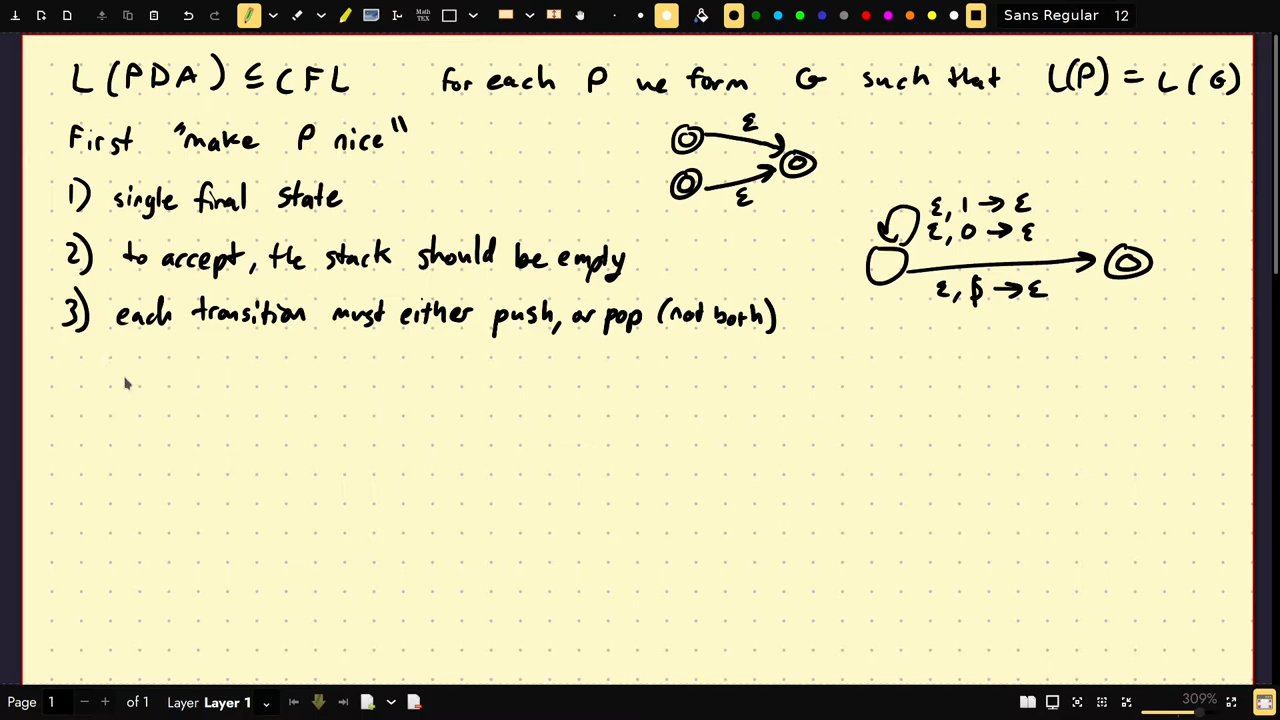 Math TEX
Sans Regular 12
L(PDA) ⊆ CFL for each P we form G such that L(P) = L(G)
First "make P nice"
ε
ε
1) single final state
ε, 1 → ε
ε, 0 → ε
2) to accept, the stack should be empty
ε, $ → ε
3) each transition must either push, or pop (not both)
Page 1 of 1 Layer Layer 1 309%